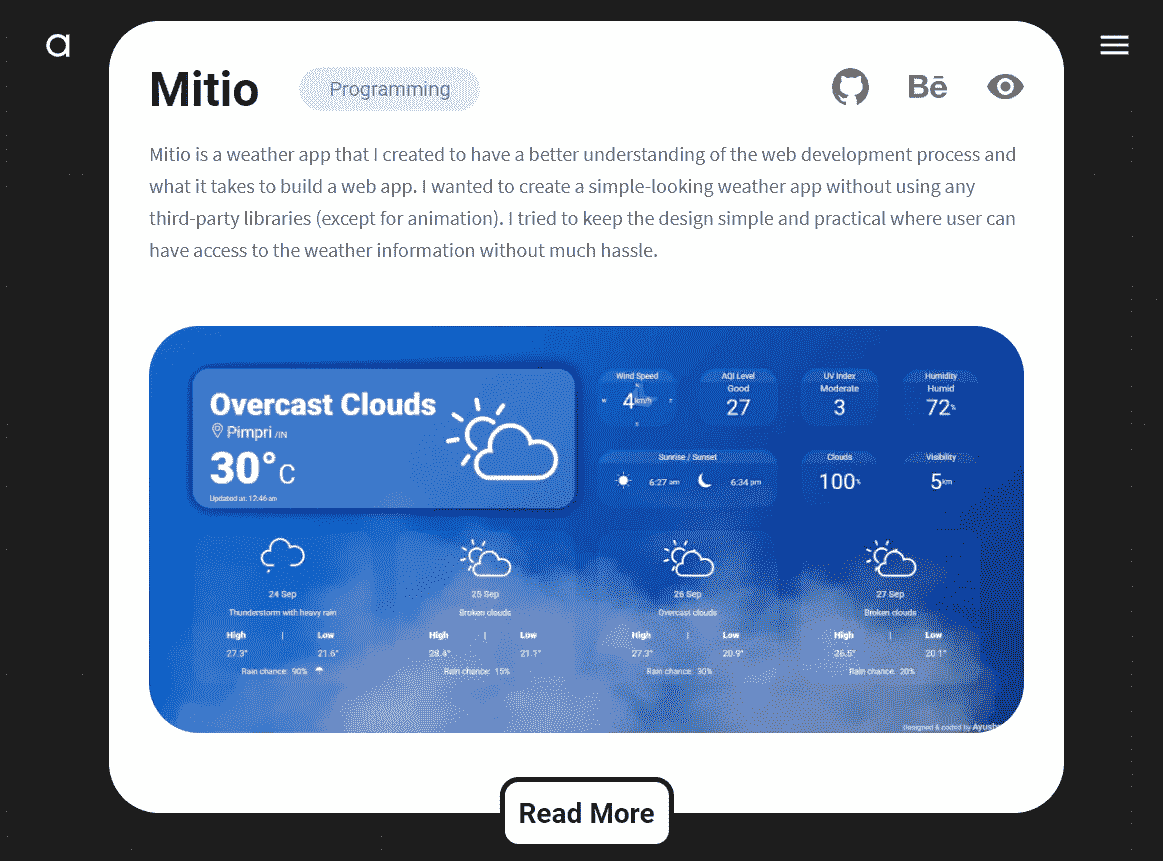 a
Mitio
Programming
Bē
Mitio is a weather app that I created to have a better understanding of the web development process and
what it takes to build a web app. I wanted to create a simple-looking weather app without using any
third-party libraries (except for animation). I tried to keep the design simple and practical where user can
have access to the weather information without much hassle.
Overcast Clouds
Pimpri /IN
30° C
Updated at: 12:46 am
Wind Speed
N
W 4km/h E
S
AQI Level
Good
27
UV Index
Moderate
3
Humidity
Humid
72%
Sunrise / Sunset
6:27 am 6:34 pm
Clouds
100%
Visibility
5km
24 Sep
Thunderstorm with heavy rain
High | Low
27.3° 21.6°
Rain chance: 90%
25 Sep
Broken clouds
High | Low
28.4° 21.1°
Rain chance: 15%
26 Sep
Overcast clouds
High | Low
27.3° 20.9°
Rain chance: 30%
27 Sep
Broken clouds
High | Low
26.5° 20.1°
Rain chance: 20%
Designed & coded by
Read More